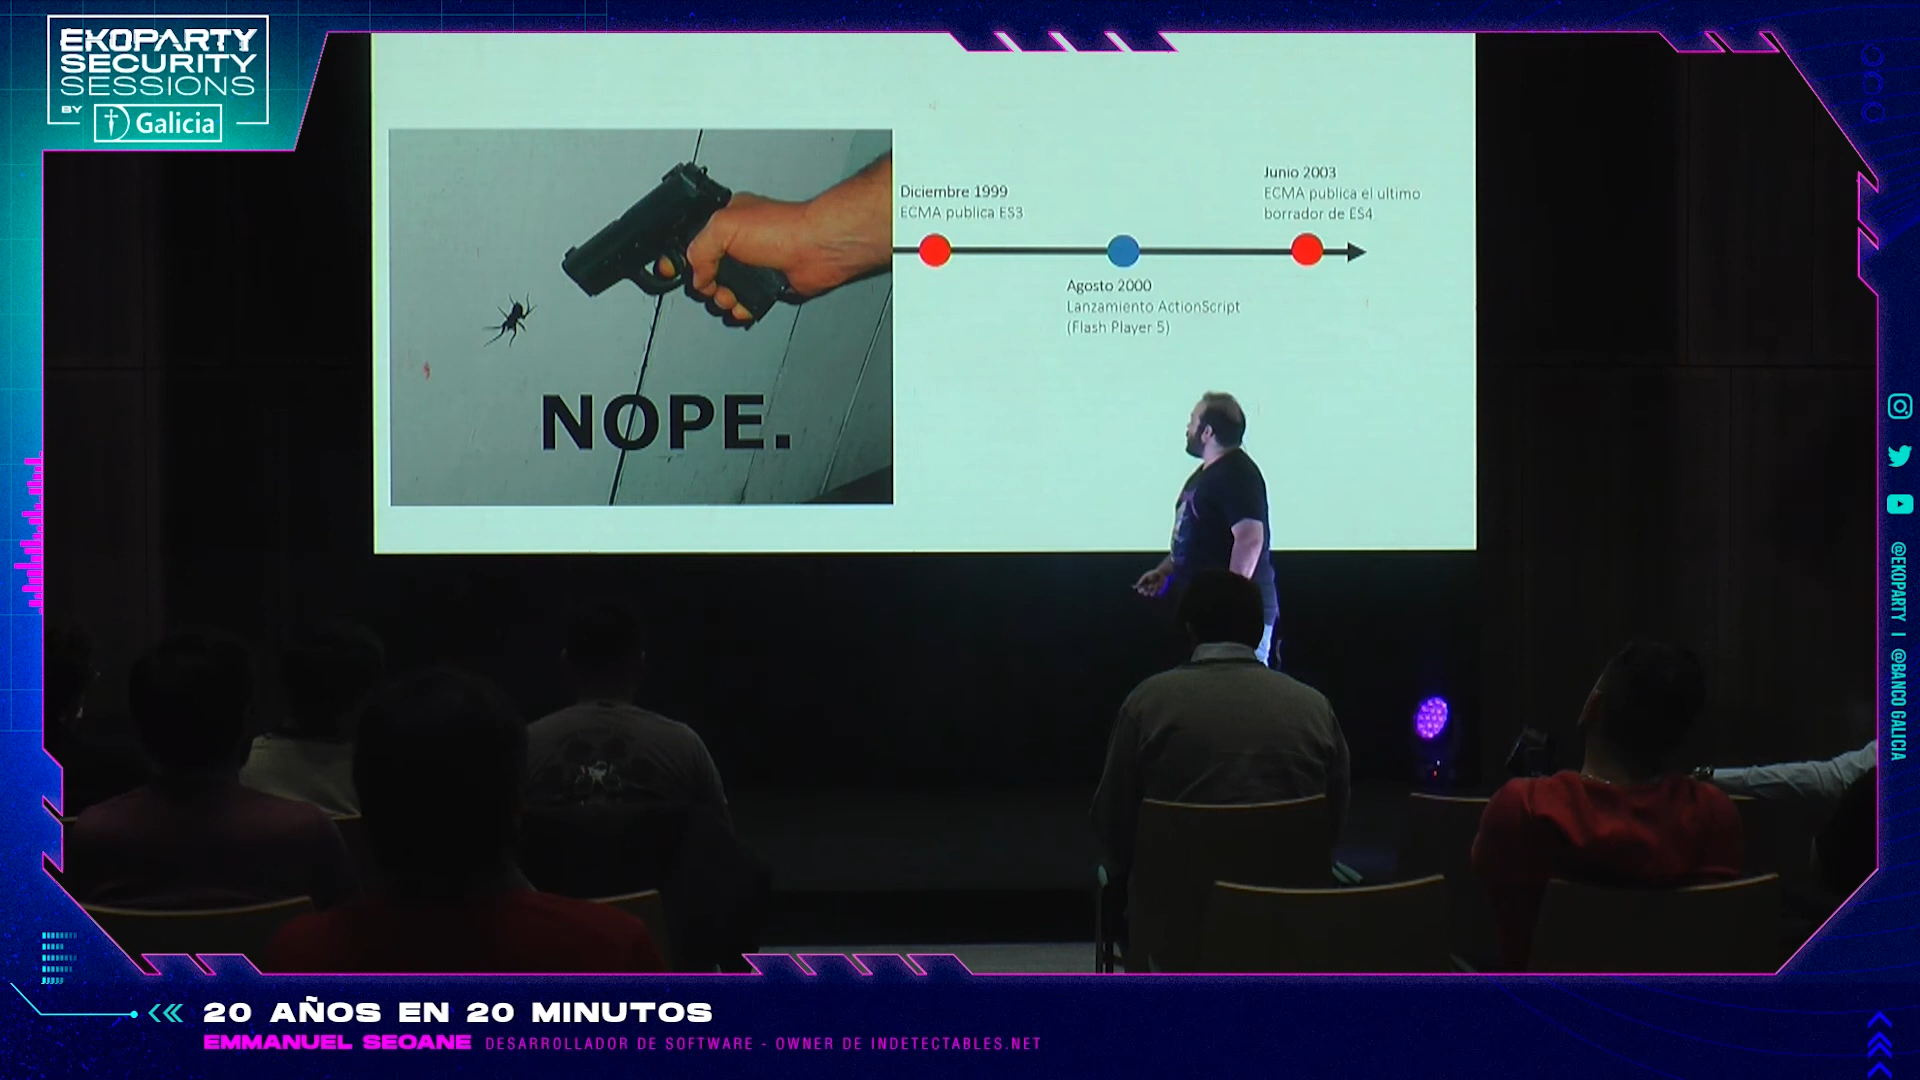 EKOPARTY
SECURITY
SESSIONS
BY
Galicia
Diciembre 1999
ECMA publica ES3
Junio 2003
ECMA publica el ultimo
borrador de ES4
Agosto 2000
Lanzamiento ActionScript
(Flash Player 5)
NOPE.
@EKOPARTY | @BANCO GALICIA
20 AÑOS EN 20 MINUTOS
EMMANUEL SEOANE DESARROLLADOR DE SOFTWARE - OWNER DE INDETECTABLES.NET